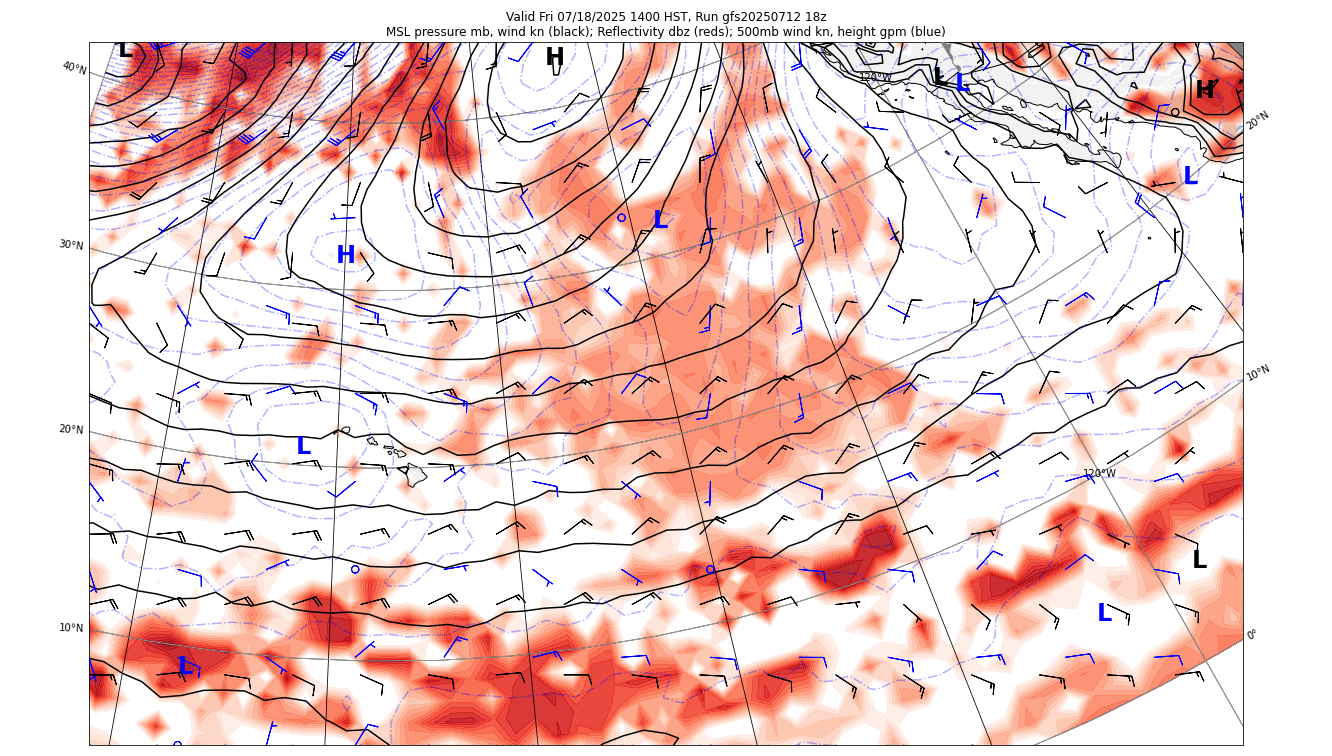 Valid Fri 07/18/2025 1400 HST, Run gfs20250712 18z
MSL pressure mb, wind kn (black); Reflectivity dbz (reds); 500mb wind kn, height gpm (blue)
L
H
40°N
120°W
L
L
H
20°N
L
L
30°N
H
10°N
20°N
L
120°W
L
L
10°N
0°
L